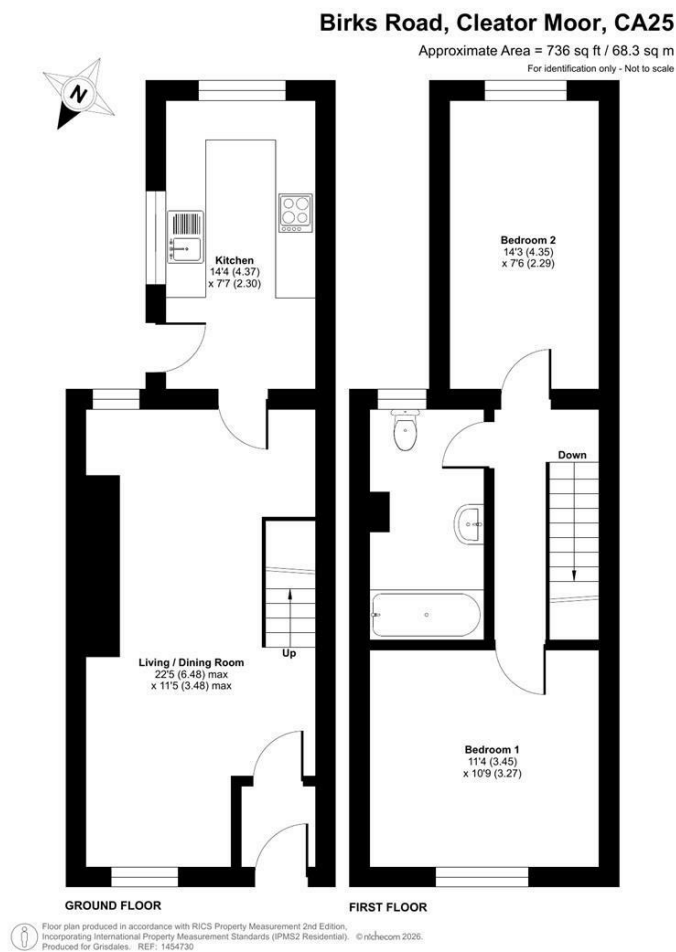 Birks Road, Cleator Moor, CA25
Approximate Area = 736 sq ft / 68.3 sq m
For identification only - Not to scale
N
Kitchen
14'4 (4.37)
x 7'7 (2.30)
Bedroom 2
14'3 (4.35)
x 7'6 (2.29)
Down
Up
Living / Dining Room
22'5 (6.48) max
x 11'5 (3.48) max
Bedroom 1
11'4 (3.45)
x 10'9 (3.27)
GROUND FLOOR
FIRST FLOOR
Floor plan produced in accordance with RICS Property Measurement 2nd Edition,
Incorporating International Property Measurement Standards (IPMS2 Residential). © ntchecom 2026.
Produced for Grisdales. REF: 1454730